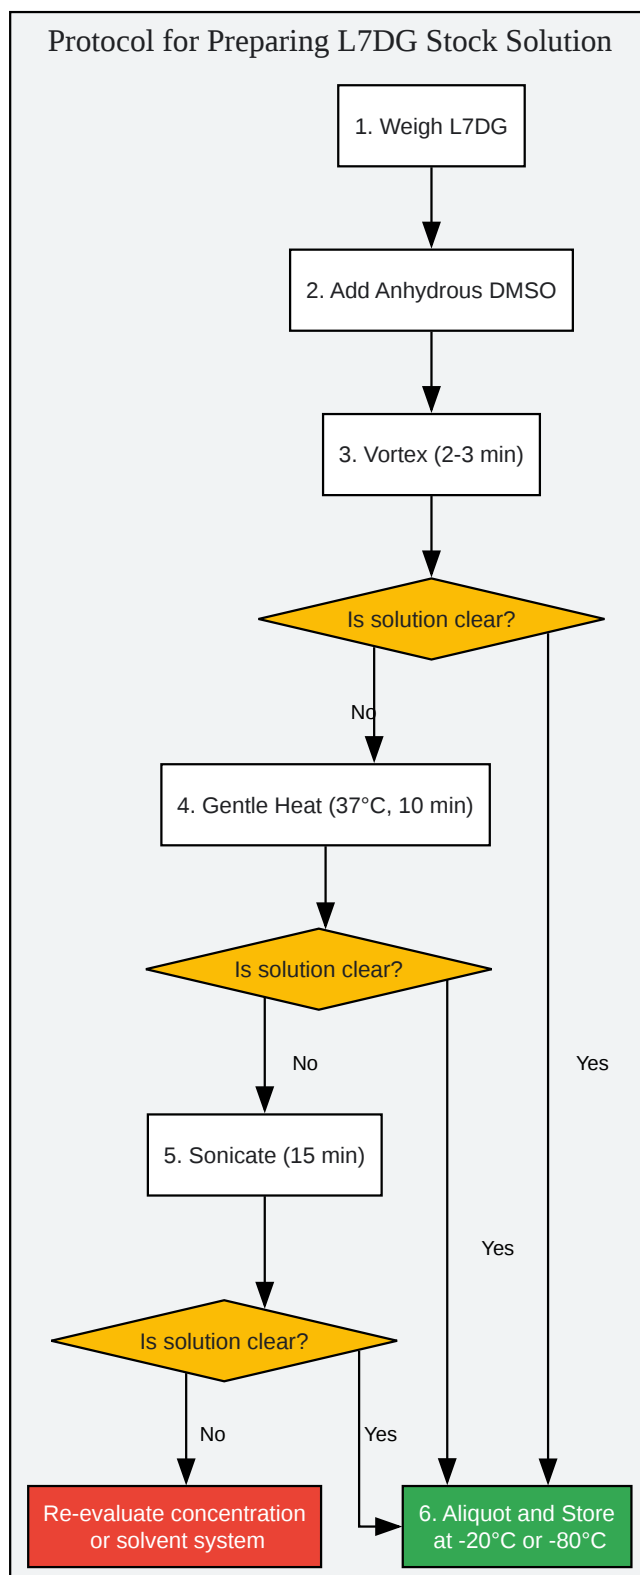 Protocol for Preparing L7DG Stock Solution
1. Weigh L7DG
2. Add Anhydrous DMSO
3. Vortex (2-3 min)
Is solution clear?
No
4. Gentle Heat (37°C, 10 min)
Is solution clear?
No
Yes
5. Sonicate (15 min)
Yes
Is solution clear?
No
Yes
Re-evaluate concentration
or solvent system
6. Aliquot and Store
at -20°C or -80°C